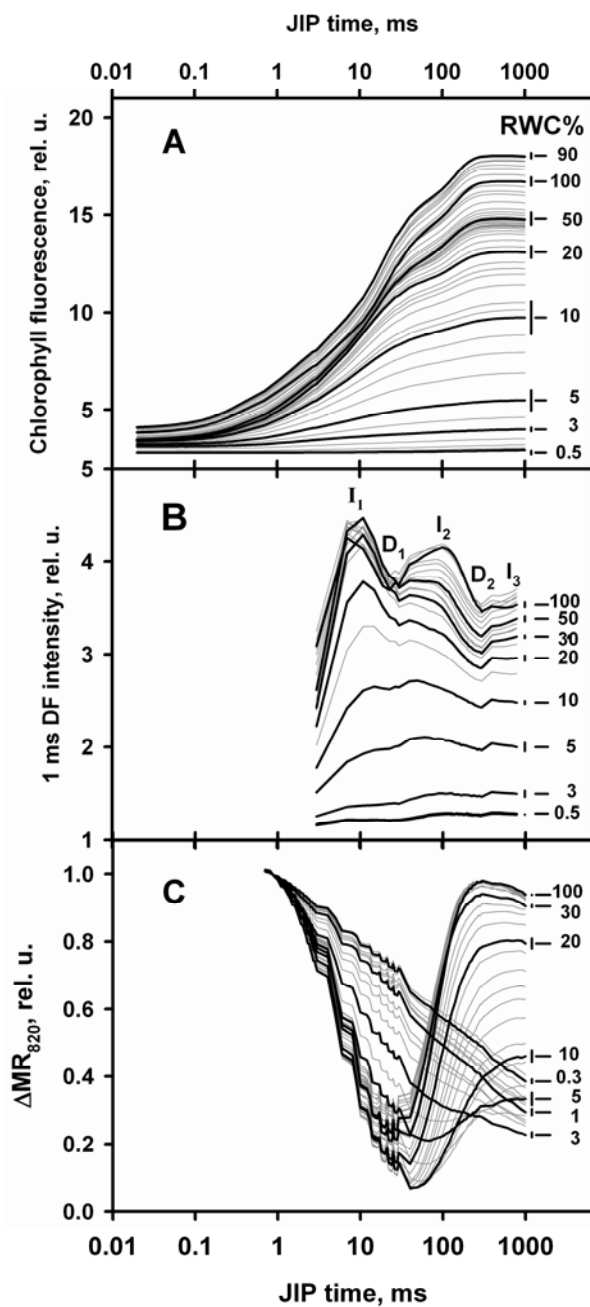 JIP time, ms
0.01 0.1 1 10 100 1000
A
RWC%
Chlorophyll fluorescence, rel. u.
20
15
10
5
90
100
50
20
10
5
3
0.5
B
1 ms DF intensity, rel. u.
5
4
3
2
1
I1
D1
I2
D2
I3
100
50
30
20
10
5
3
0.5
C
ΔMR820, rel. u.
1.0
0.8
0.6
0.4
0.2
0.0
100
30
20
10
0.3
5
1
3
0.01 0.1 1 10 100 1000
JIP time, ms